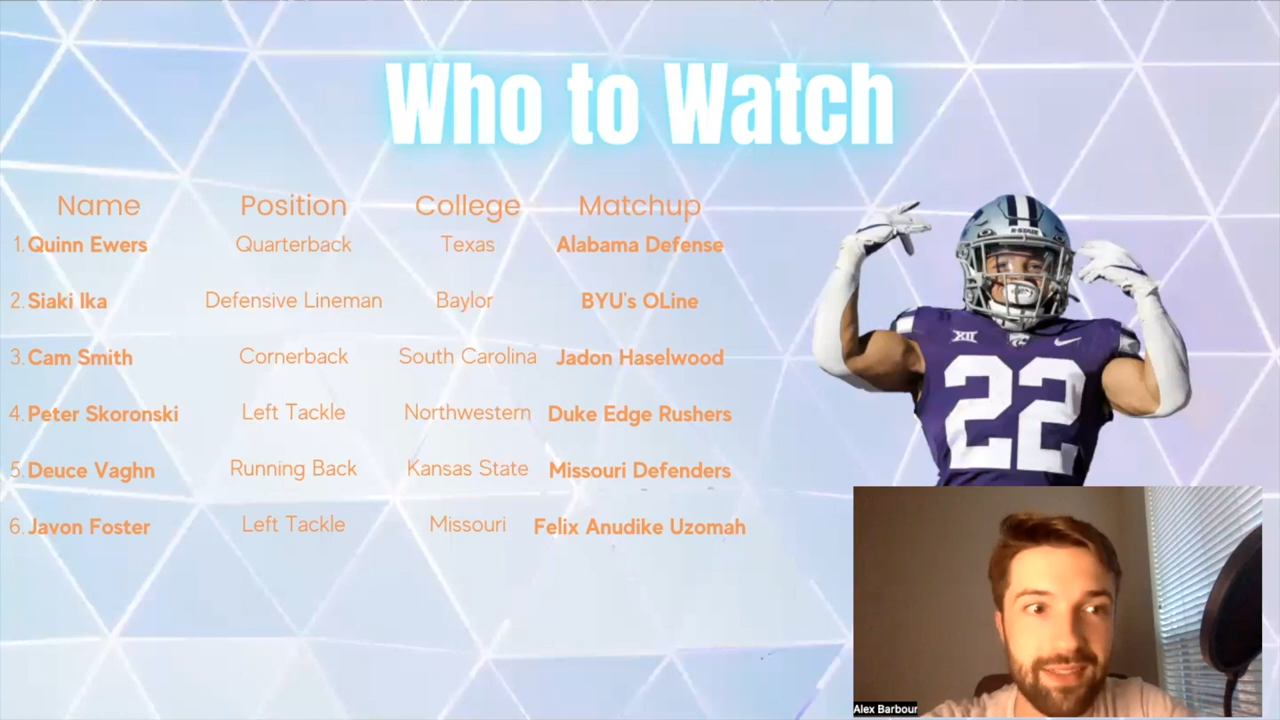 Who to Watch
Name Position College Matchup
1. Quinn Ewers Quarterback Texas Alabama Defense
2. Siaki Ika Defensive Lineman Baylor BYU's OLine
3. Cam Smith Cornerback South Carolina Jadon Haselwood
4. Peter Skoronski Left Tackle Northwestern Duke Edge Rushers
5. Deuce Vaghn Running Back Kansas State Missouri Defenders
6. Javon Foster Left Tackle Missouri Felix Anudike Uzomah
K-STATE
XII
22
Alex Barbour